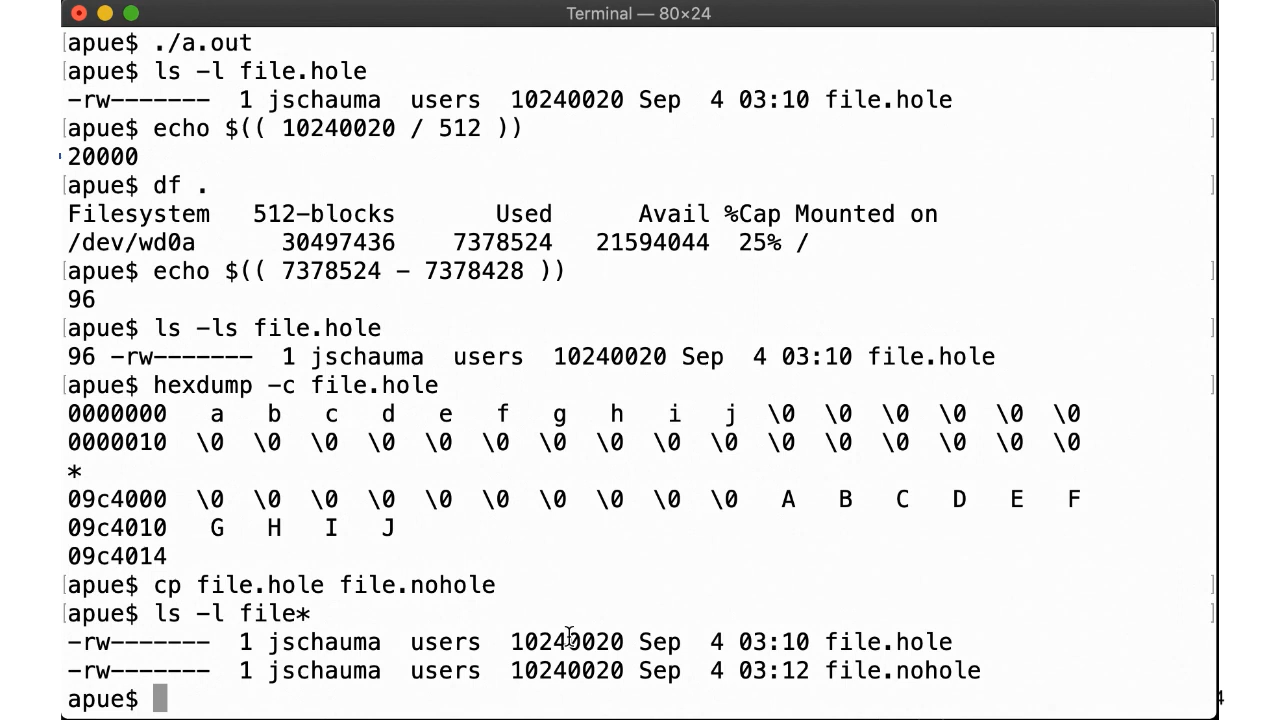 Terminal — 80×24
[apue$ ./a.out ]
[apue$ ls -l file.hole ]
-rw------- 1 jschauma users 10240020 Sep 4 03:10 file.hole
[apue$ echo $(( 10240020 / 512 )) ]
20000
[apue$ df . ]
Filesystem 512-blocks Used Avail %Cap Mounted on
/dev/wd0a 30497436 7378524 21594044 25% /
[apue$ echo $(( 7378524 - 7378428 )) ]
96
[apue$ ls -ls file.hole ]
96 -rw------- 1 jschauma users 10240020 Sep 4 03:10 file.hole
[apue$ hexdump -c file.hole ]
0000000 a b c d e f g h i j \0 \0 \0 \0 \0 \0
0000010 \0 \0 \0 \0 \0 \0 \0 \0 \0 \0 \0 \0 \0 \0 \0 \0
*
09c4000 \0 \0 \0 \0 \0 \0 \0 \0 \0 \0 A B C D E F
09c4010 G H I J
09c4014
[apue$ cp file.hole file.nohole ]
[apue$ ls -l file* ]
-rw------- 1 jschauma users 10240020 Sep 4 03:10 file.hole
-rw------- 1 jschauma users 10240020 Sep 4 03:12 file.nohole
apue$
4